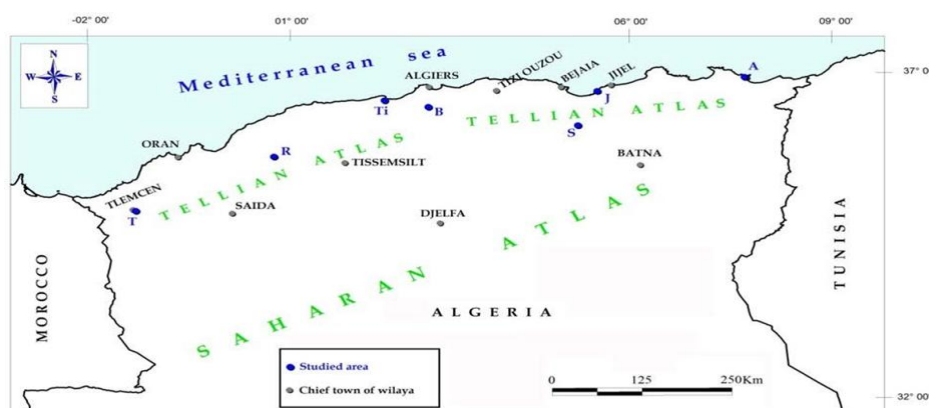 -02° 00'
01° 00'
06° 00'
09° 00'
N
W E
S
Mediterranean sea
ALGIERS
TIZI OUZOU
BEJAIA
JIJEL
A
37° 00'
Ti
B
J
TELLIAN ATLAS
S
ORAN
R
TELLIAN ATLAS
TISSEMSILT
BATNA
TLEMCEN
T
SAIDA
DJELFA
SAHARAN ATLAS
MOROCCO
TUNISIA
ALGERIA
Studied area
Chief town of wilaya
0 125 250Km
32° 00